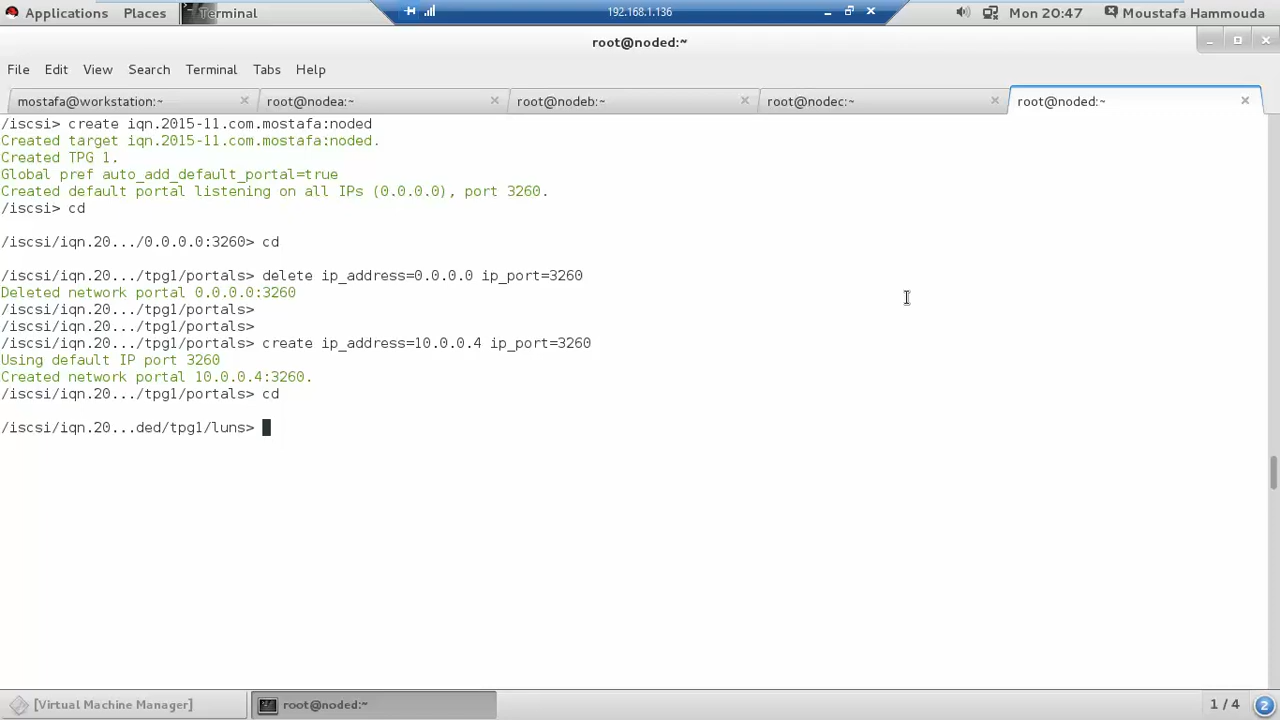 Applications Places Terminal 192.168.1.136 Mon 20:47 Moustafa Hammouda
root@noded:~
File Edit View Search Terminal Tabs Help
mostafa@workstation:~ root@nodea:~ root@nodeb:~ root@nodec:~ root@noded:~
/iscsi> create iqn.2015-11.com.mostafa:noded
Created target iqn.2015-11.com.mostafa:noded.
Created TPG 1.
Global pref auto_add_default_portal=true
Created default portal listening on all IPs (0.0.0.0), port 3260.
/iscsi> cd
/iscsi/iqn.20.../0.0.0.0:3260> cd
/iscsi/iqn.20.../tpg1/portals> delete ip_address=0.0.0.0 ip_port=3260
Deleted network portal 0.0.0.0:3260
/iscsi/iqn.20.../tpg1/portals>
/iscsi/iqn.20.../tpg1/portals>
/iscsi/iqn.20.../tpg1/portals> create ip_address=10.0.0.4 ip_port=3260
Using default IP port 3260
Created network portal 10.0.0.4:3260.
/iscsi/iqn.20.../tpg1/portals> cd
/iscsi/iqn.20...ded/tpg1/luns>
[Virtual Machine Manager] root@noded:~ 1 / 4 2